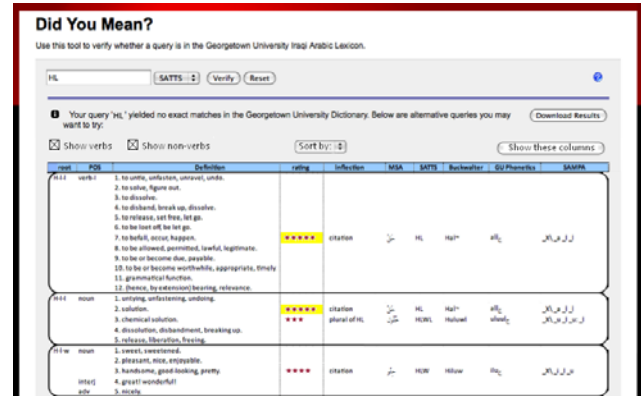 Did You Mean?
Use this tool to verify whether a query is in the Georgetown University Iraqi Arabic Lexicon.
HL SATTS Verify Reset
Your query 'HL' yielded no exact matches in the Georgetown University Dictionary. Below are alternative queries you may
want to try:
Download Results
Show verbs Show non-verbs Sort by: Show these columns
root POS Definition rating inflection MSA SATTS Buckwalter GU Phonetics SAMPA
H-l-l verb-I 1. to untie, unfasten, unravel, undo.
2. to solve, figure out.
3. to dissolve.
4. to disband, break up, dissolve.
5. to release, set free, let go.
6. to be loot off, be let go.
7. to befall, occur, happen. ***** citation HL Hal~
8. to be allowed, permitted, lawful, legitimate.
9. to be or become due, payable.
10. to be or become worthwhile, appropriate, timely
11. grammatical function.
12. (hence, by extension) bearing, relevance.
H-l-l noun 1. untying, unfastening, undoing.
2. solution. ***** citation HL Hal~
3. chemical solution. *** plural of HL HLWL Huluwl
4. dissolution, disbandment, breaking up.
5. release, liberation, freeing.
H-l-w noun 1. sweet, sweetened.
2. pleasant, nice, enjoyable.
3. handsome, good-looking, pretty. **** citation HLW Hiluw
interj 4. great! wonderful!
adv 5. nicely.